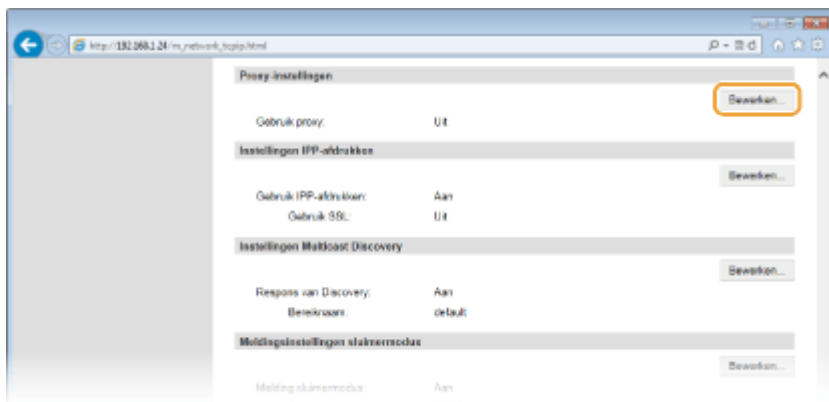 http://192.168.1.24/m_network_tcpip.html
Proxy-instellingen
Bewerken...
Gebruik proxy: Uit
Instellingen IPP-afdrukken
Bewerken...
Gebruik IPP-afdrukken: Aan
Gebruik SSL: Uit
Instellingen Multicast Discovery
Bewerken...
Respons van Discovery: Aan
Bereiknaam: default
Meldingsinstellingen sluimermodus
Bewerken...
Melding sluimermodus: Aan